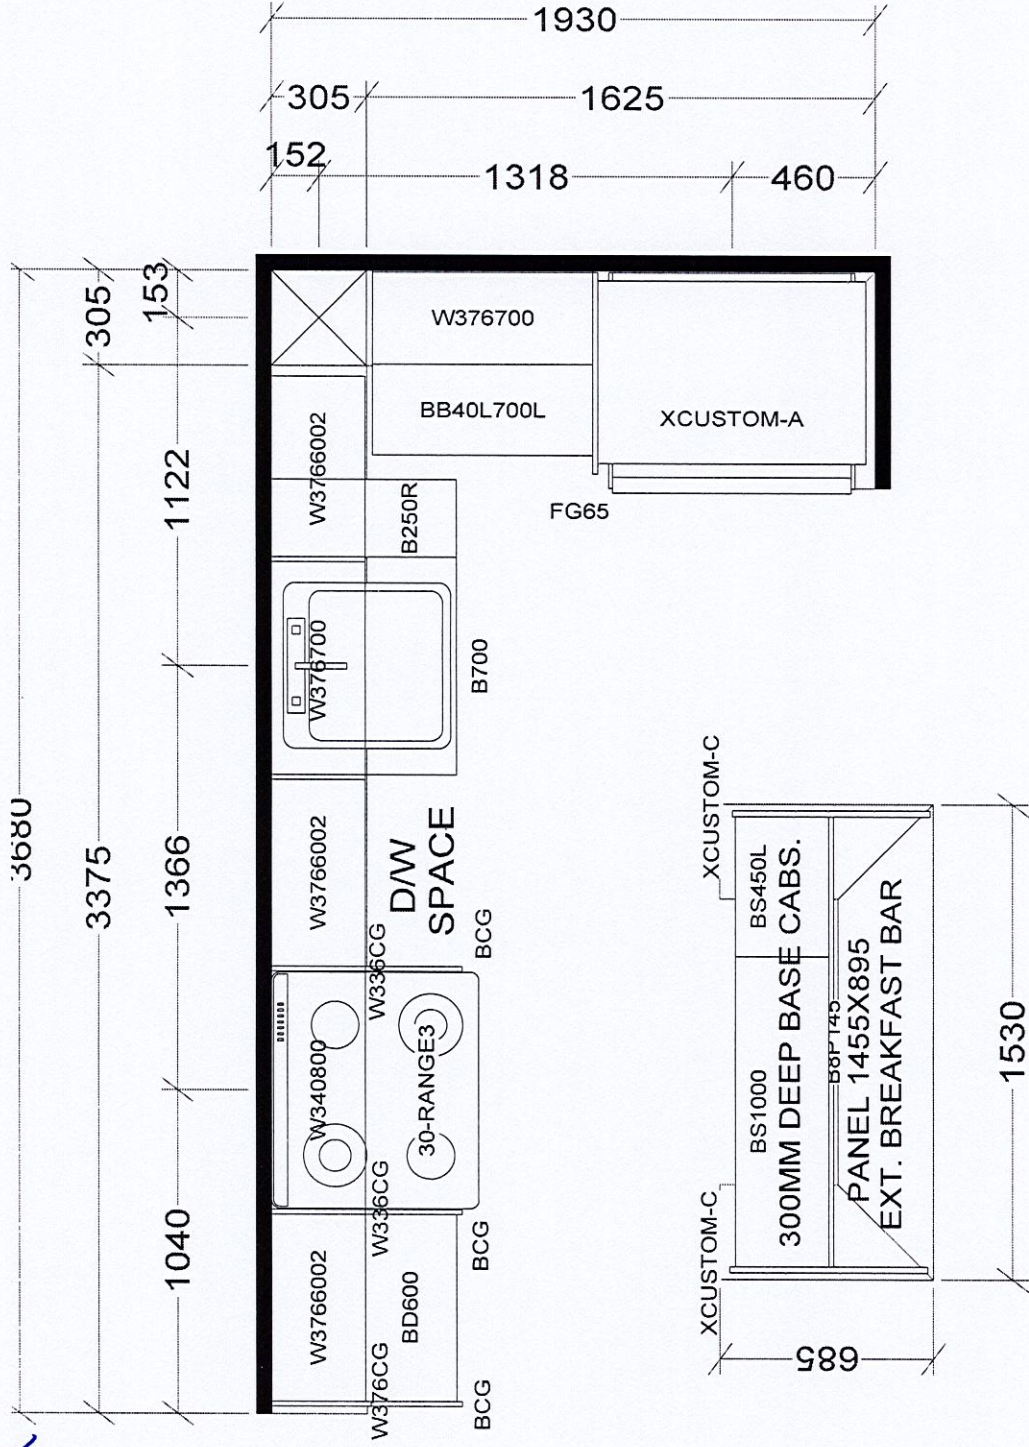 1930
305
1625
152
1318
460
3680
305
153
3375
1122
1366
1040
W376700
BB40L700L
XCUSTOM-A
FG65
W3766002
B250R
W376700
B700
W3766002
D/W
SPACE
W336CG
BCG
W340800
30-RANGE3
W336CG
BCG
W3766002
BD600
W376CG
BCG
XCUSTOM-C
BS450L
BS1000
300MM DEEP BASE CABS.
PANEL 1455X895
EXT. BREAKFAST BAR
XCUSTOM-C
1530
685